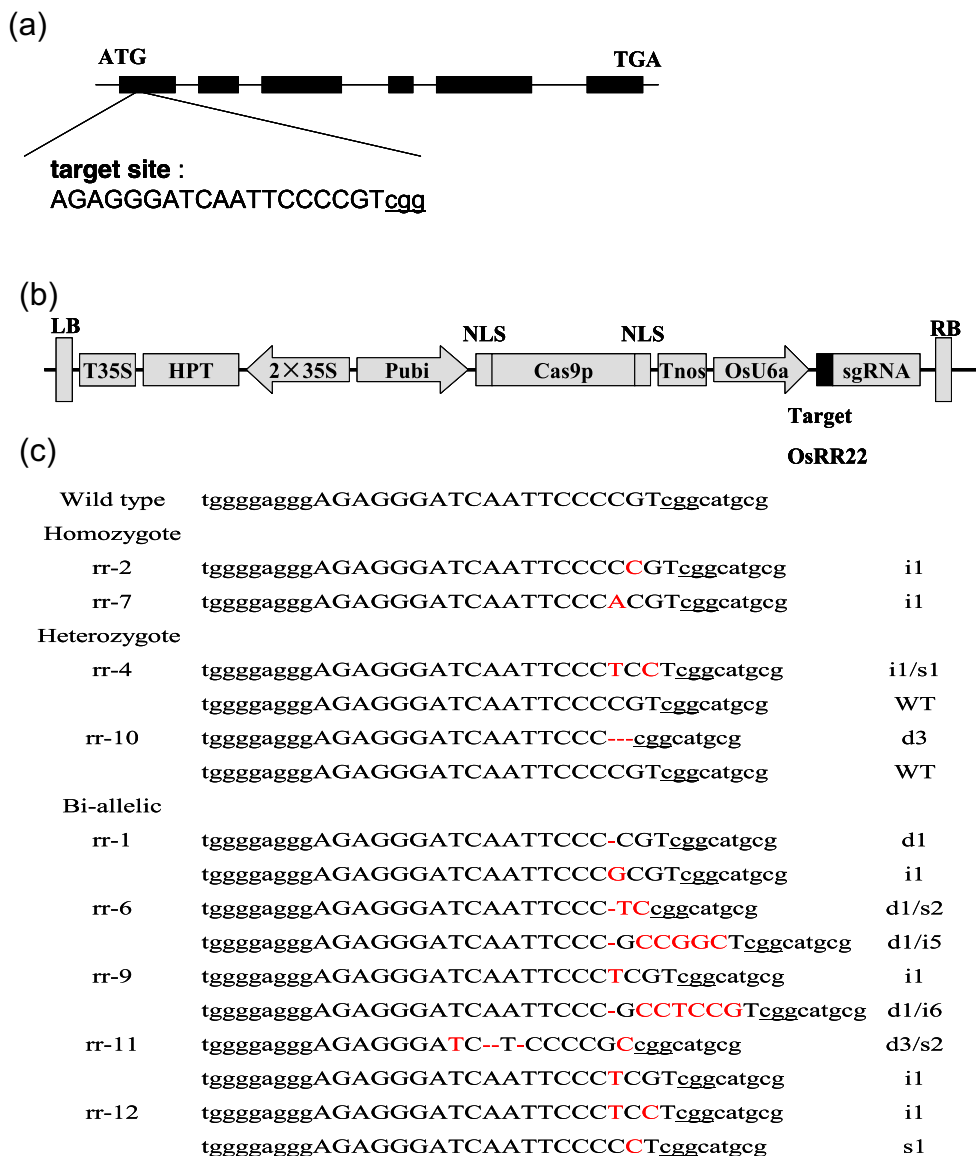 (a)
ATG TGA
target site :
AGAGGGATCAATTCCCCGTcgg
(b)
LB NLS NLS RB
T35S HPT 2×35S Pubi Cas9p Tnos OsU6a sgRNA
Target
OsRR22
(c)
Wild type tggggagggAGAGGGATCAATTCCCCGTcggcatgcg
Homozygote
rr-2 tggggagggAGAGGGATCAATTCCCCCGTcggcatgcg i1
rr-7 tggggagggAGAGGGATCAATTCCCACGTcggcatgcg i1
Heterozygote
rr-4 tggggagggAGAGGGATCAATTCCCTCCTcggcatgcg i1/s1
tggggagggAGAGGGATCAATTCCCCGTcggcatgcg WT
rr-10 tggggagggAGAGGGATCAATTCCC---cggcatgcg d3
tggggagggAGAGGGATCAATTCCCCGTcggcatgcg WT
Bi-allelic
rr-1 tggggagggAGAGGGATCAATTCCC-CGTcggcatgcg d1
tggggagggAGAGGGATCAATTCCCGCGTcggcatgcg i1
rr-6 tggggagggAGAGGGATCAATTCCC-TCcggcatgcg d1/s2
tggggagggAGAGGGATCAATTCCC-GCCGGCTcggcatgcg d1/i5
rr-9 tggggagggAGAGGGATCAATTCCCTCGTcggcatgcg i1
tggggagggAGAGGGATCAATTCCC-GCCTCCGTcggcatgcg d1/i6
rr-11 tggggagggAGAGGGATC--T-CCCCGCcggcatgcg d3/s2
tggggagggAGAGGGATCAATTCCCTCGTcggcatgcg i1
rr-12 tggggagggAGAGGGATCAATTCCCTCCTcggcatgcg i1
tggggagggAGAGGGATCAATTCCCCCTcggcatgcg s1